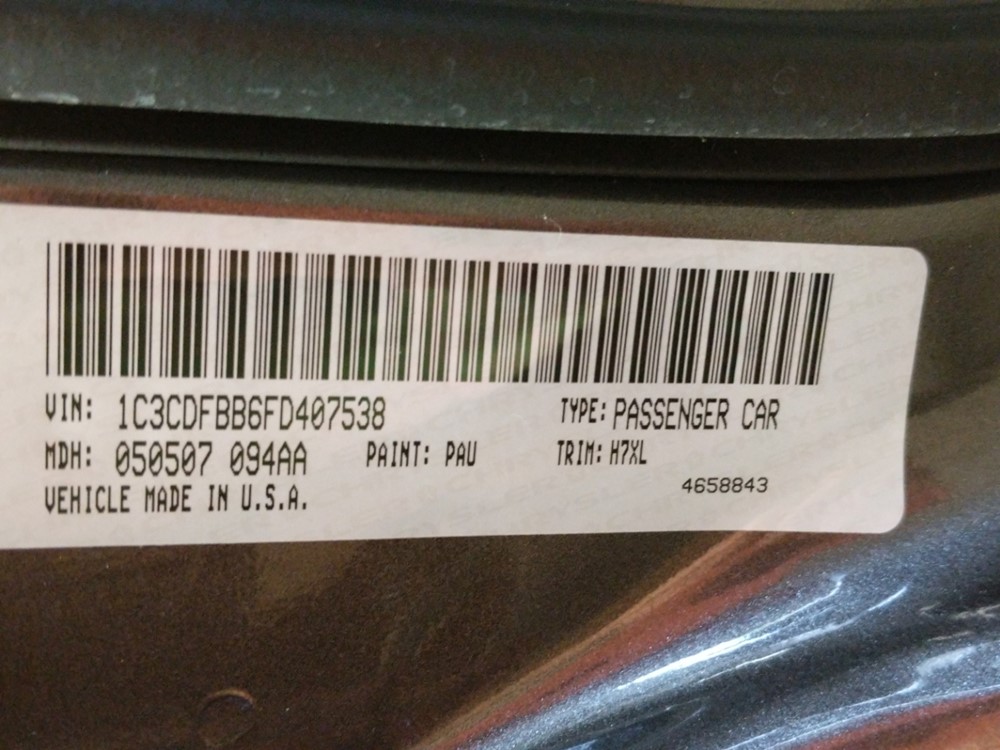 VIN: 1C3CDFBB6FD407538 TYPE: PASSENGER CAR
MDH: 050507 094AA PAINT: PAU TRIM: H7XL
VEHICLE MADE IN U.S.A. 4658843